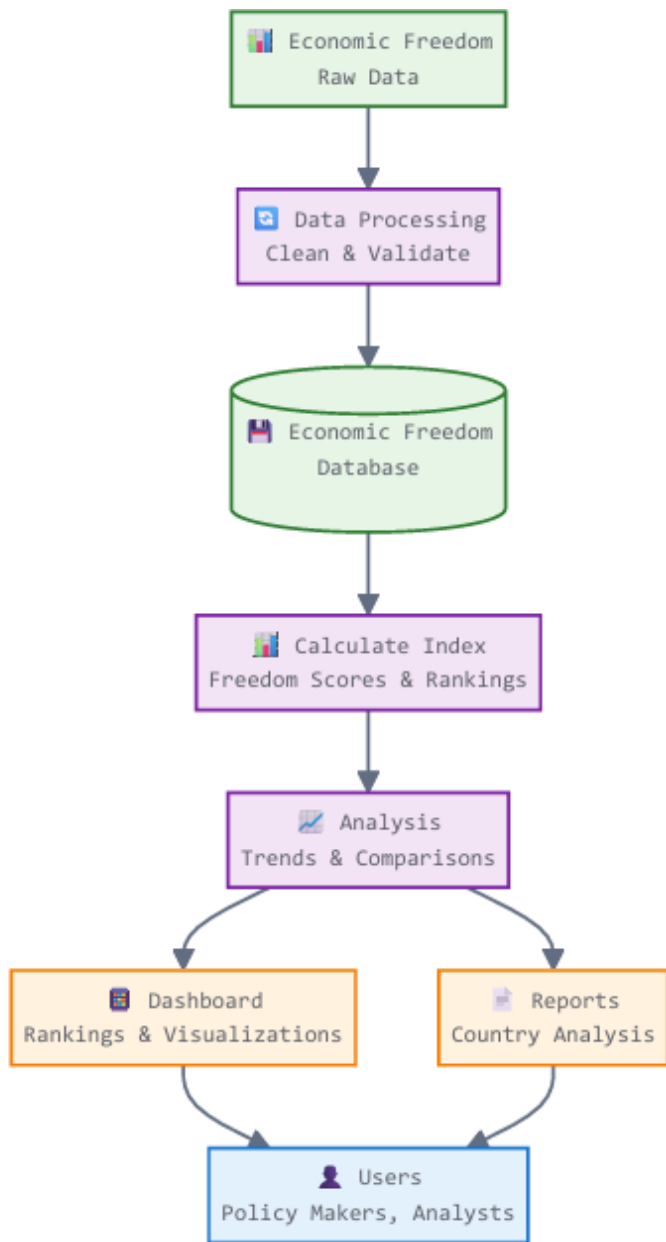 Economic Freedom
Raw Data
Data Processing
Clean & Validate
Economic Freedom
Database
Calculate Index
Freedom Scores & Rankings
Analysis
Trends & Comparisons
Dashboard
Rankings & Visualizations
Reports
Country Analysis
Users
Policy Makers, Analysts